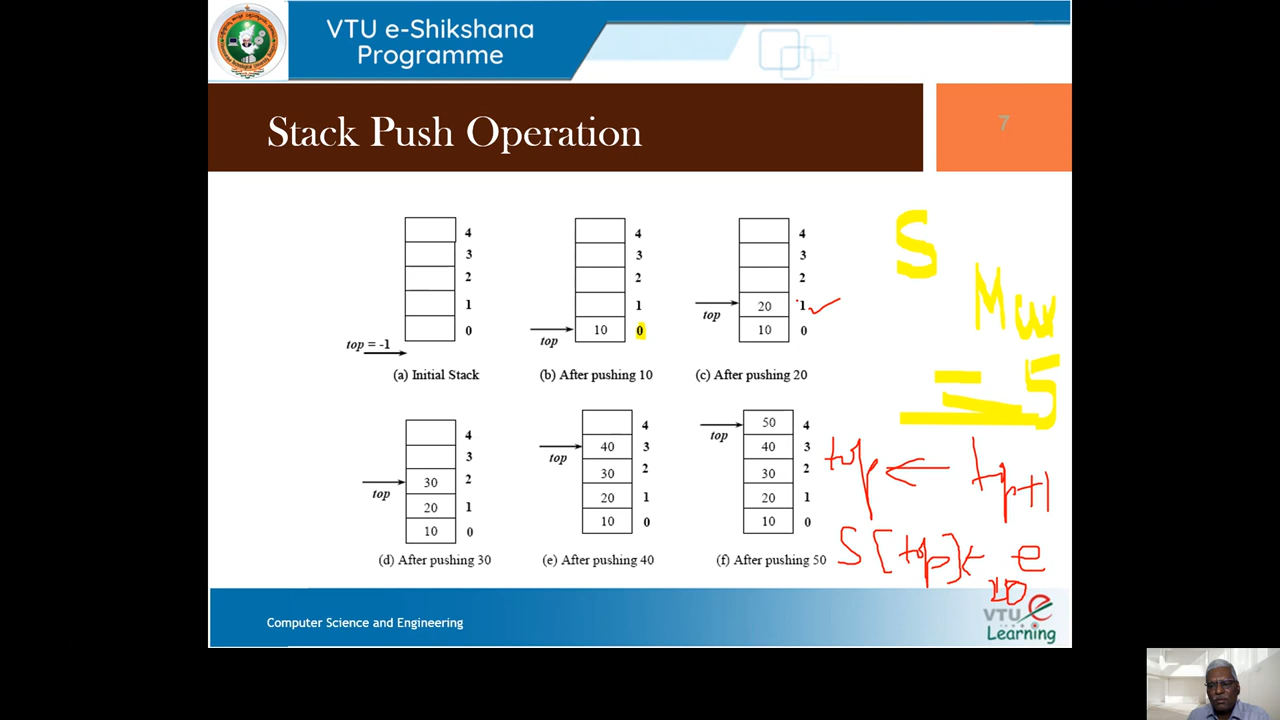 VTU e-Shikshana
Programme
Stack Push Operation
7
4
3
2
1
0
top = -1
(a) Initial Stack
4
3
2
1
10 0
top
(b) After pushing 10
4
3
2
20 1
top
10 0
(c) After pushing 20
S
= 5
4
3
30 2
top
20 1
10 0
(d) After pushing 30
4
40 3
top
30 2
20 1
10 0
(e) After pushing 40
50 4
top
40 3
30 2
20 1
10 0
(f) After pushing 50
top ← top+1
S[top] ← e
Computer Science and Engineering
VTU e
Learning